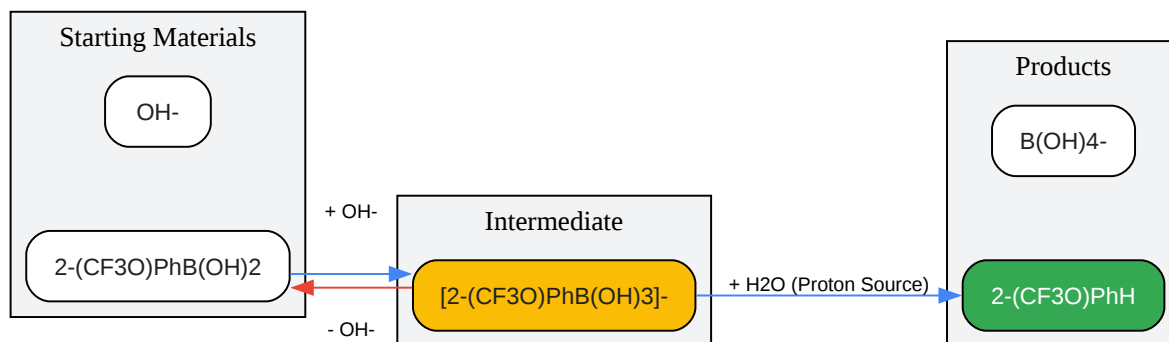 Starting Materials
OH-
2-(CF3O)PhB(OH)2
+ OH-
- OH-
Intermediate
[2-(CF3O)PhB(OH)3]-
+ H2O (Proton Source)
Products
B(OH)4-
2-(CF3O)PhH